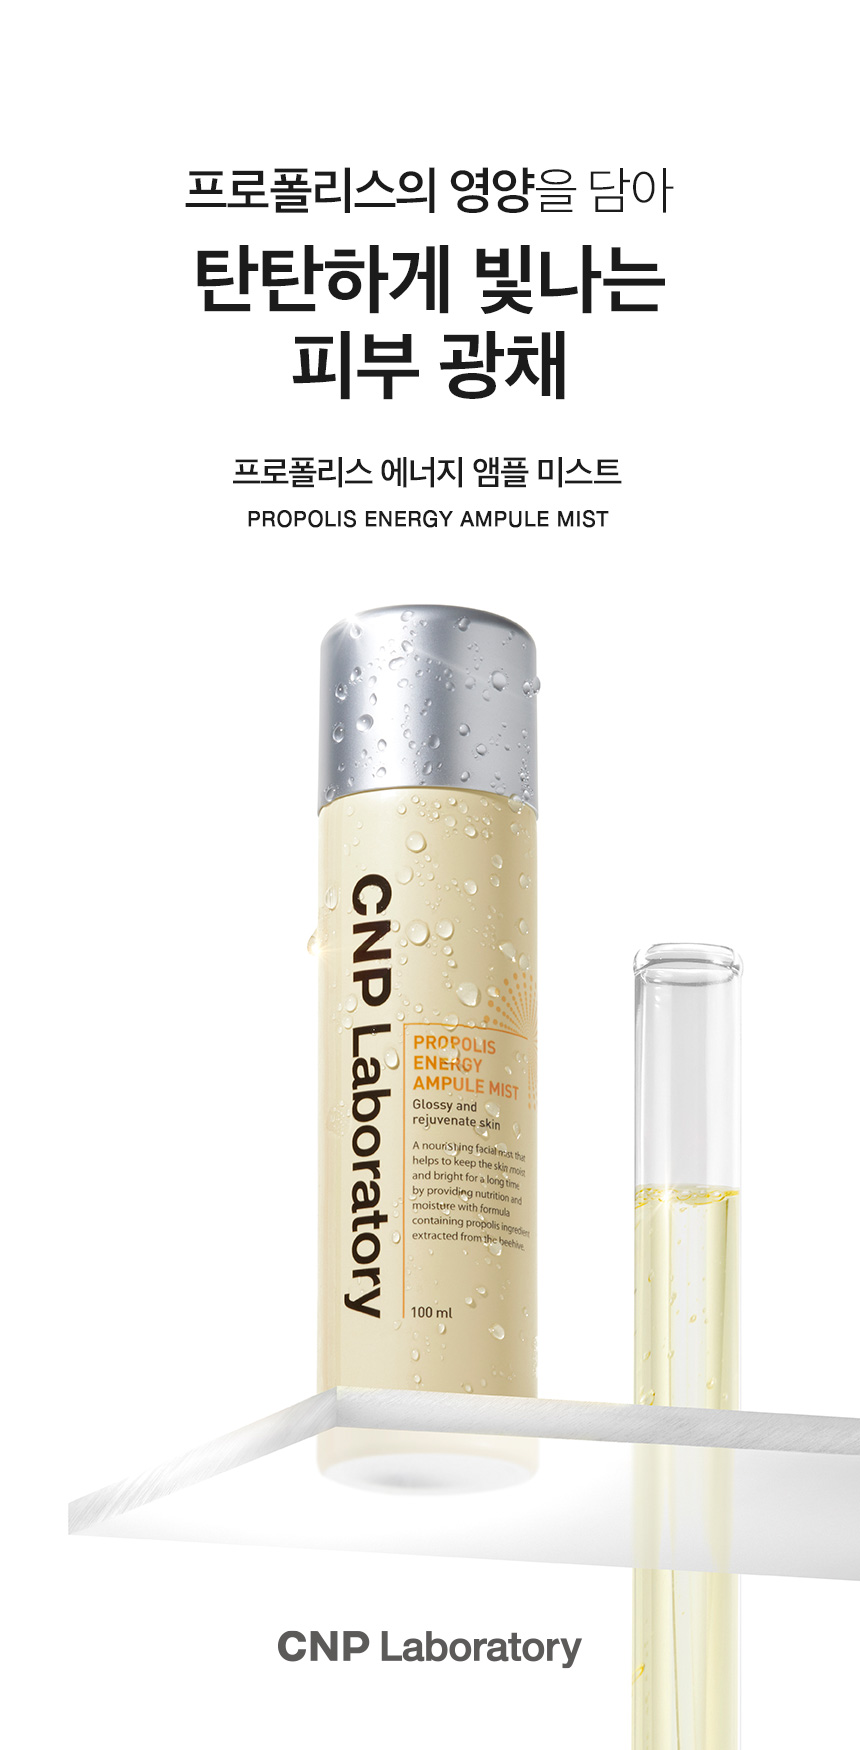 프로폴리스의 영양을 담아
탄탄하게 빛나는
피부 광채
프로폴리스 에너지 앰플 미스트
PROPOLIS ENERGY AMPULE MIST
CNP Laboratory
PROPOLIS
ENERGY
AMPULE MIST
Glossy and
rejuvenate skin
A nourishing facial mist that
helps to keep the skin moist
and bright for a long time
by providing nutrition and
moisture with formula
containing propolis ingredient
extracted from the beehive.
100 ml
CNP Laboratory